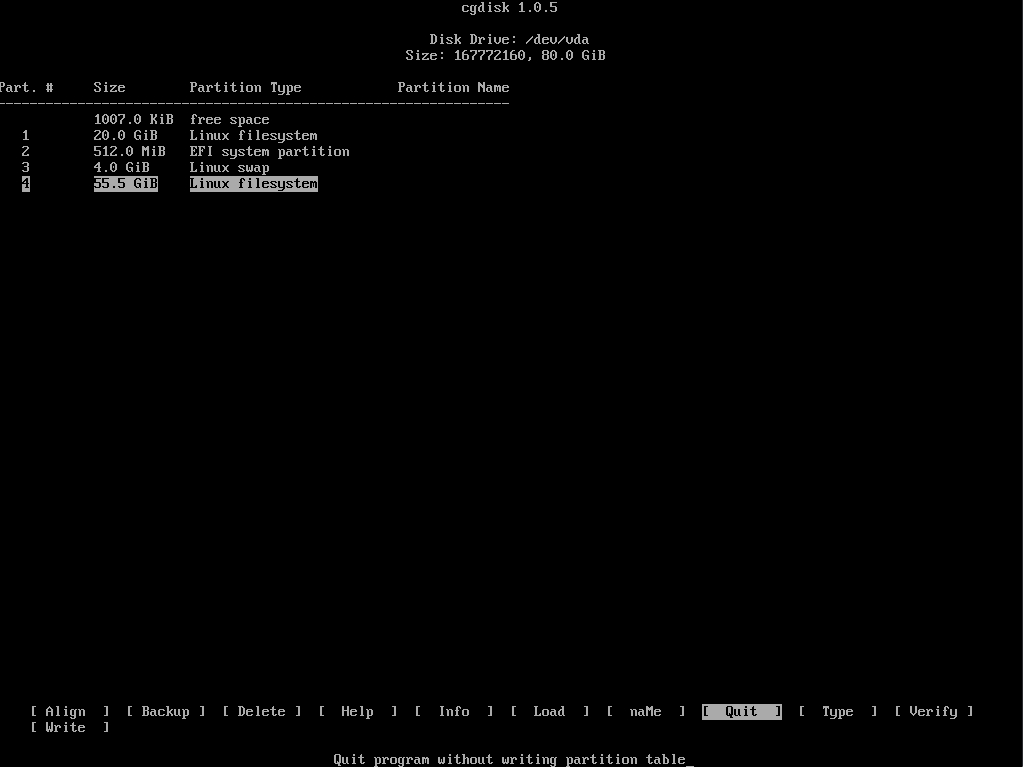 cgdisk 1.0.5
Disk Drive: /dev/vda
Size: 167772160, 80.0 GiB
Part. # Size Partition Type Partition Name
----------------------------------------------------------------
1007.0 KiB free space
1 20.0 GiB Linux filesystem
2 512.0 MiB EFI system partition
3 4.0 GiB Linux swap
4 55.5 GiB Linux filesystem
[ Align ] [ Backup ] [ Delete ] [ Help ] [ Info ] [ Load ] [ naMe ] [ Quit ] [ Type ] [ Verify ]
[ Write ]
Quit program without writing partition table_